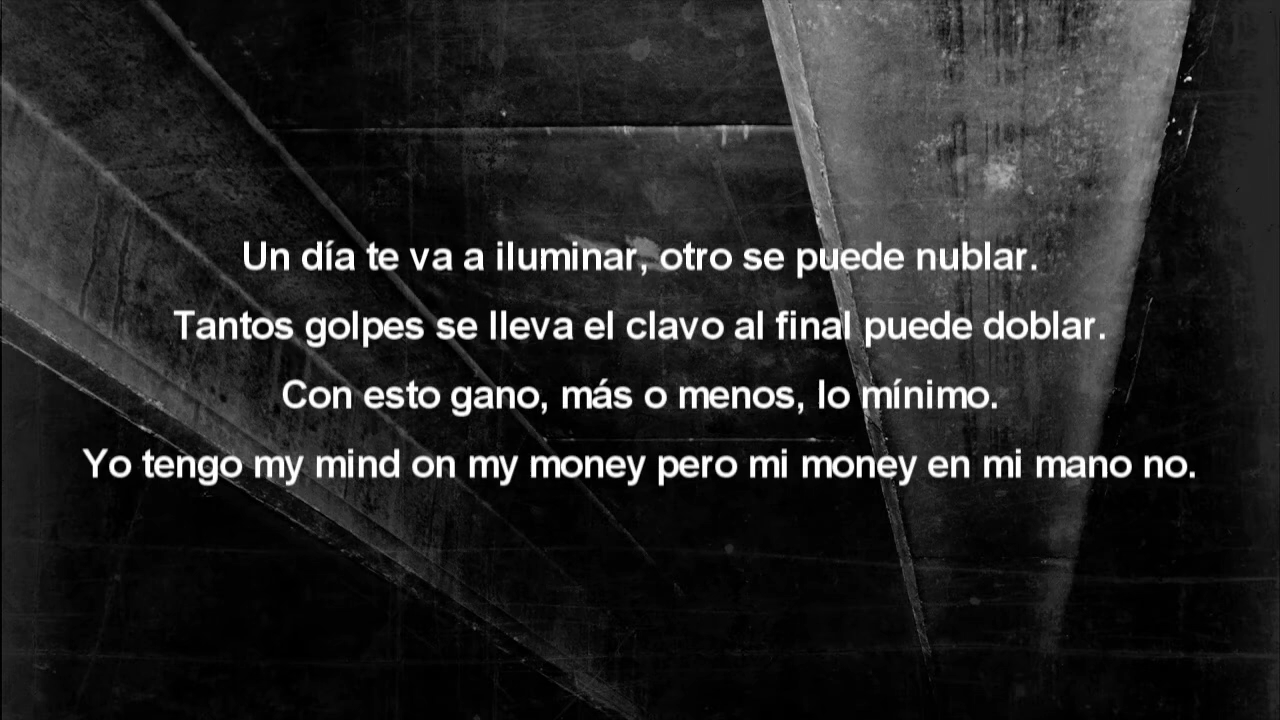 Un día te va a iluminar, otro se puede nublar.
Tantos golpes se lleva el clavo al final puede doblar.
Con esto gano, más o menos, lo mínimo.
Yo tengo my mind on my money pero mi money en mi mano no.